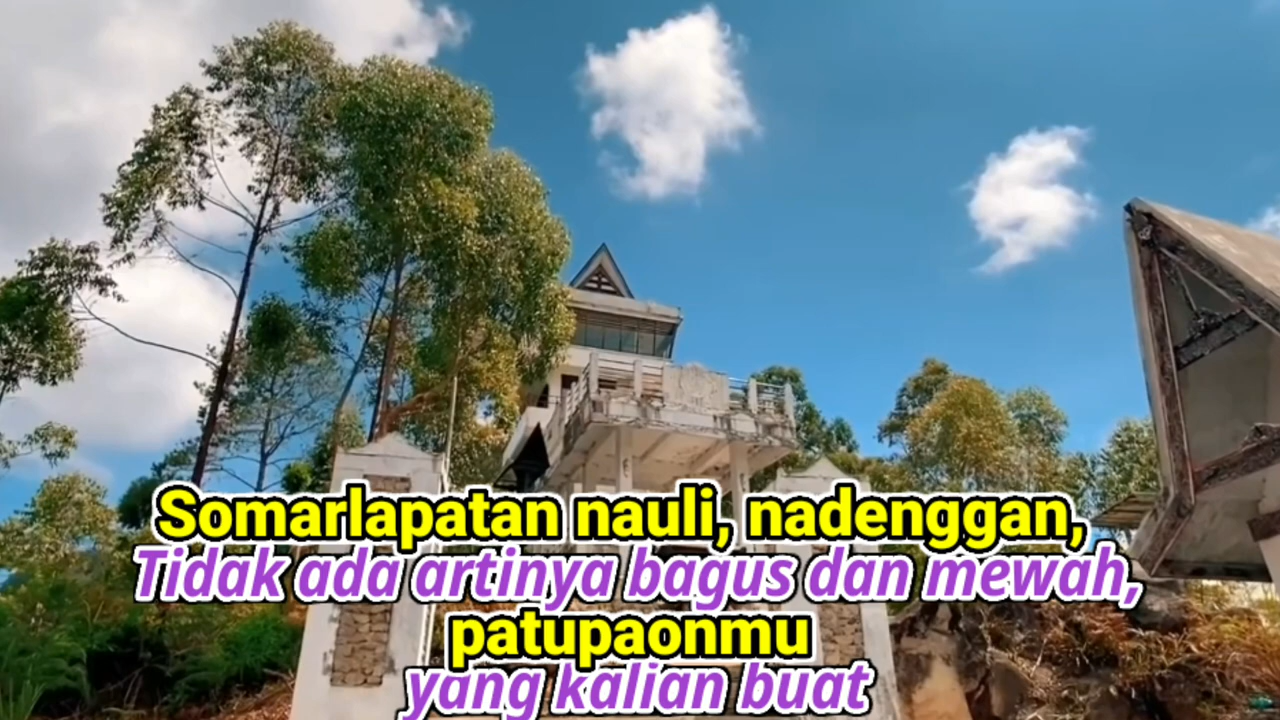 Somarlapatan nauli, nadenggan,
Tidak ada artinya bagus dan mewah,
patupaonmu
yang kalian buat